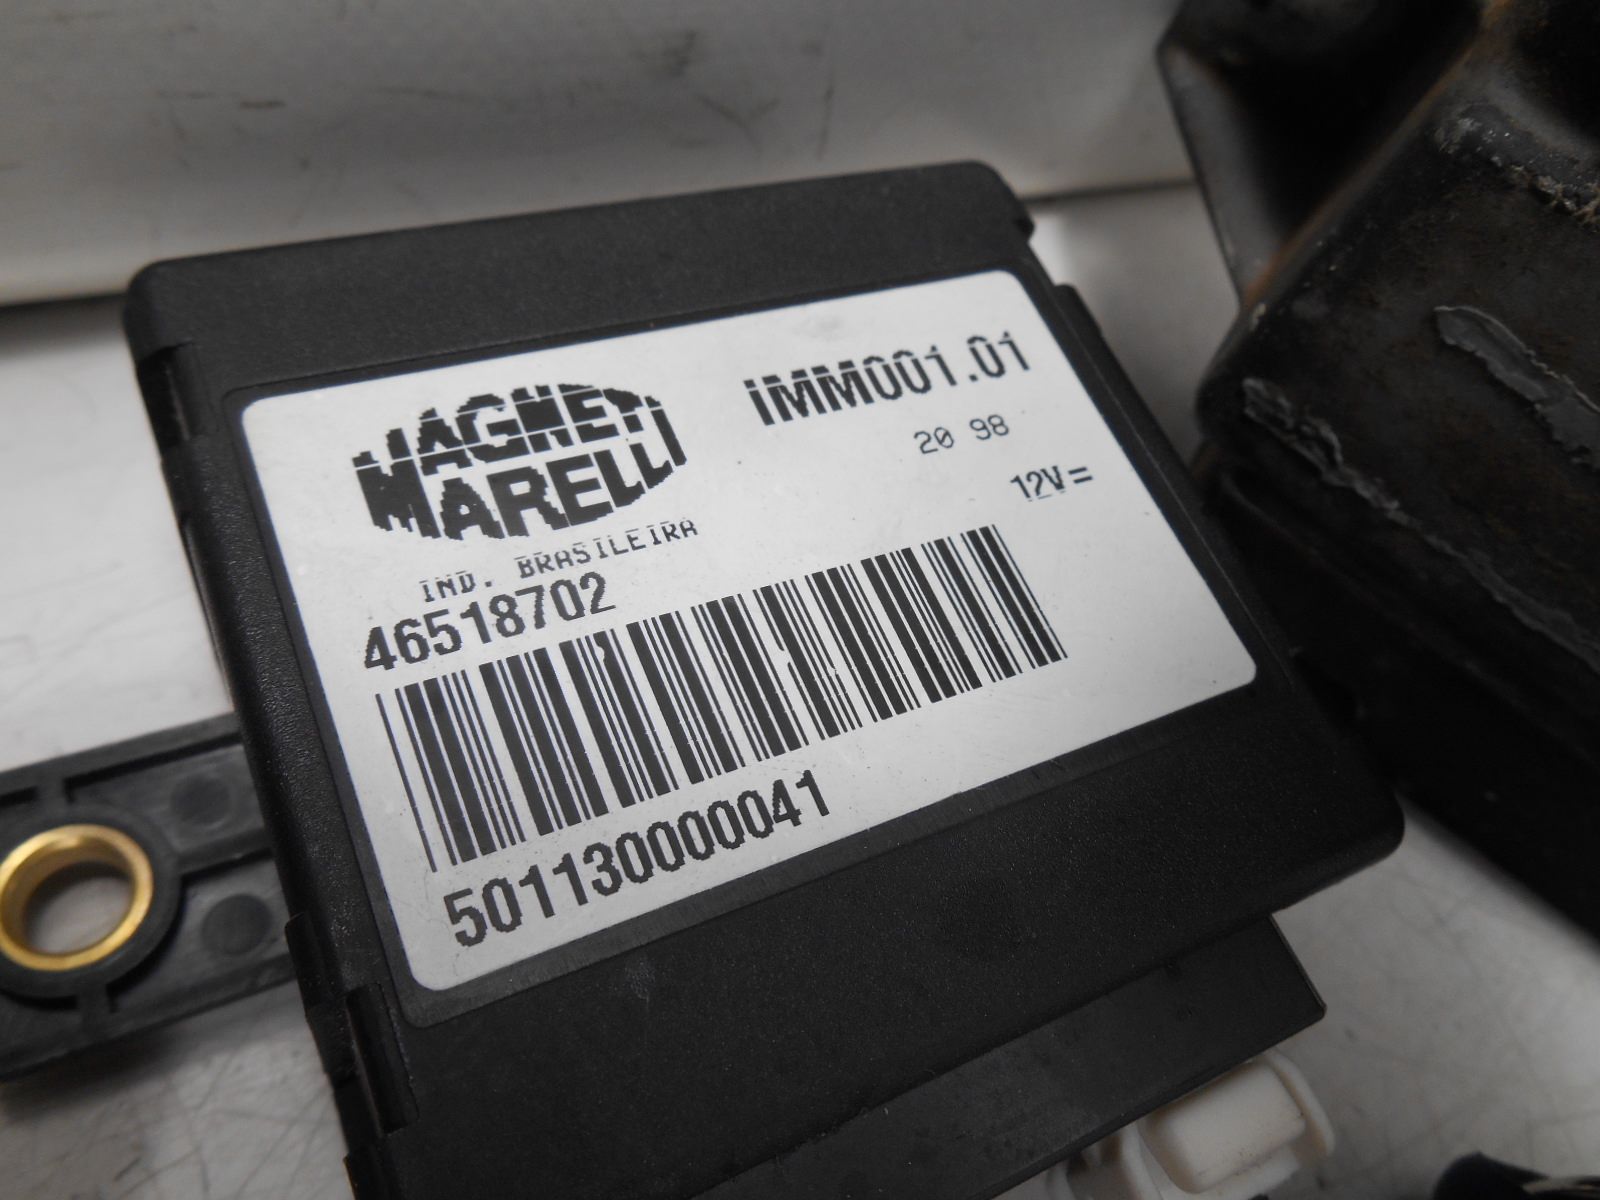 MAGNETI
MARELLI
IND. BRASILEIRA
IMM001.01
20 98
12V=
46518702
501130000041